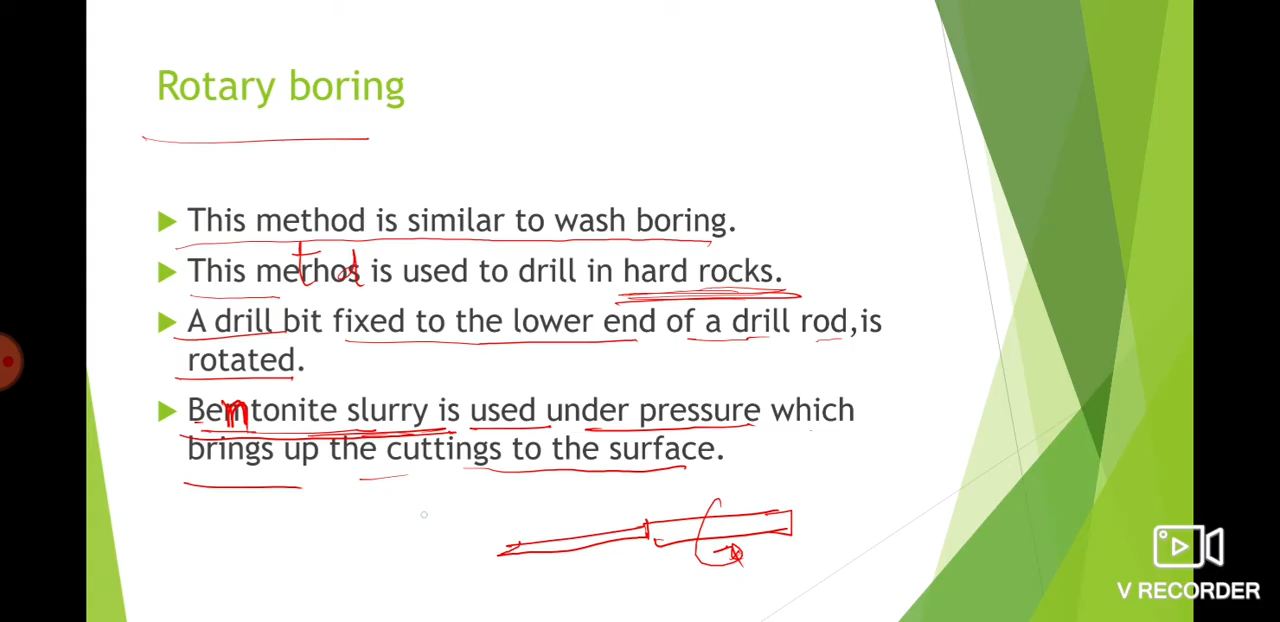 Rotary boring
This method is similar to wash boring.
This merhos is used to drill in hard rocks.
t d
A drill bit fixed to the lower end of a drill rod,is
rotated.
Bentonite slurry is used under pressure which
brings up the cuttings to the surface.
V RECORDER